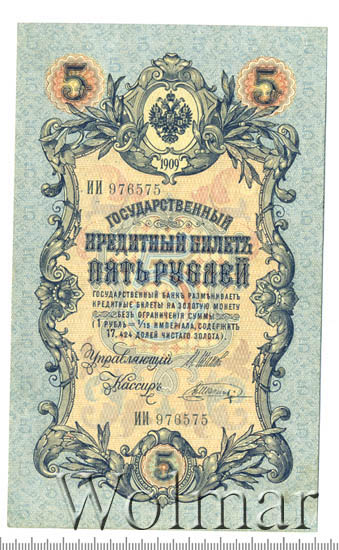 5 5
1909
ИИ 976575
ГОСУДАРСТВЕННЫЙ
КРЕДИТНЫЙ БИЛЕТЪ
ПЯТЬ РУБЛЕЙ
ГОСУДАРСТВЕННЫЙ БАНКЪ РАЗМѢНИВАЕТЪ
КРЕДИТНЫЕ БИЛЕТЫ НА ЗОЛОТУЮ МОНЕТУ
БЕЗЪ ОГРАНИЧЕНІЯ СУММЫ
(1 РУБЛЬ = 1/15 ИМПЕРІАЛА, СОДЕРЖИТЪ
17,424 ДОЛЕЙ ЧИСТАГО ЗОЛОТА).
Управляющій
Кассиръ
ИИ 976575
5
Wolmar